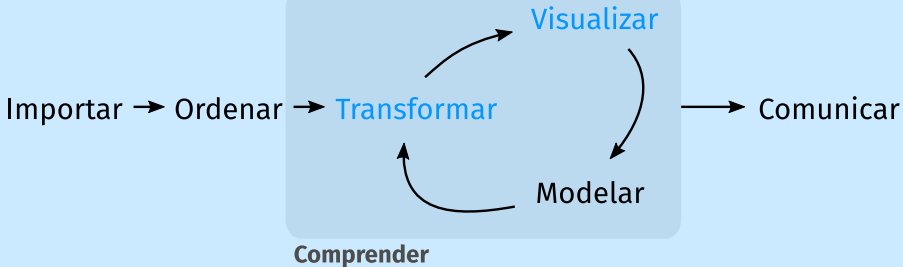 Visualizar
Importar Ordenar Transformar Comunicar
Modelar
Comprender